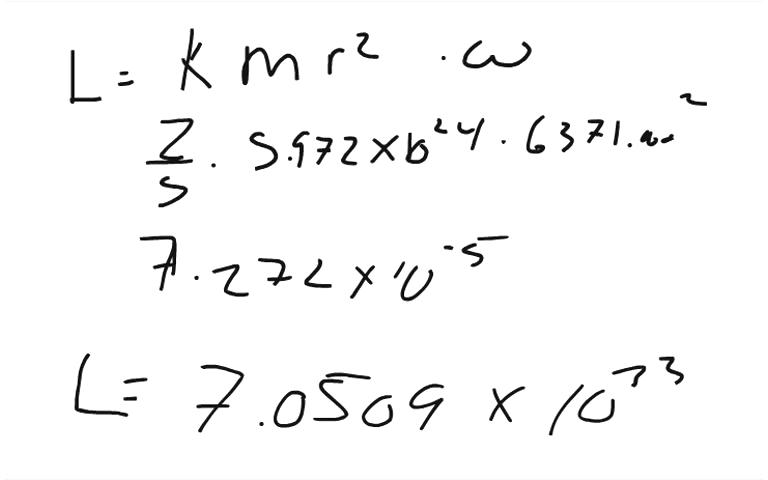 L = k m r² · ω
2/5 · 5.972 x 10²⁴ · 6371.000²
7.272 x 10⁻⁵
L = 7.0509 x 10³³